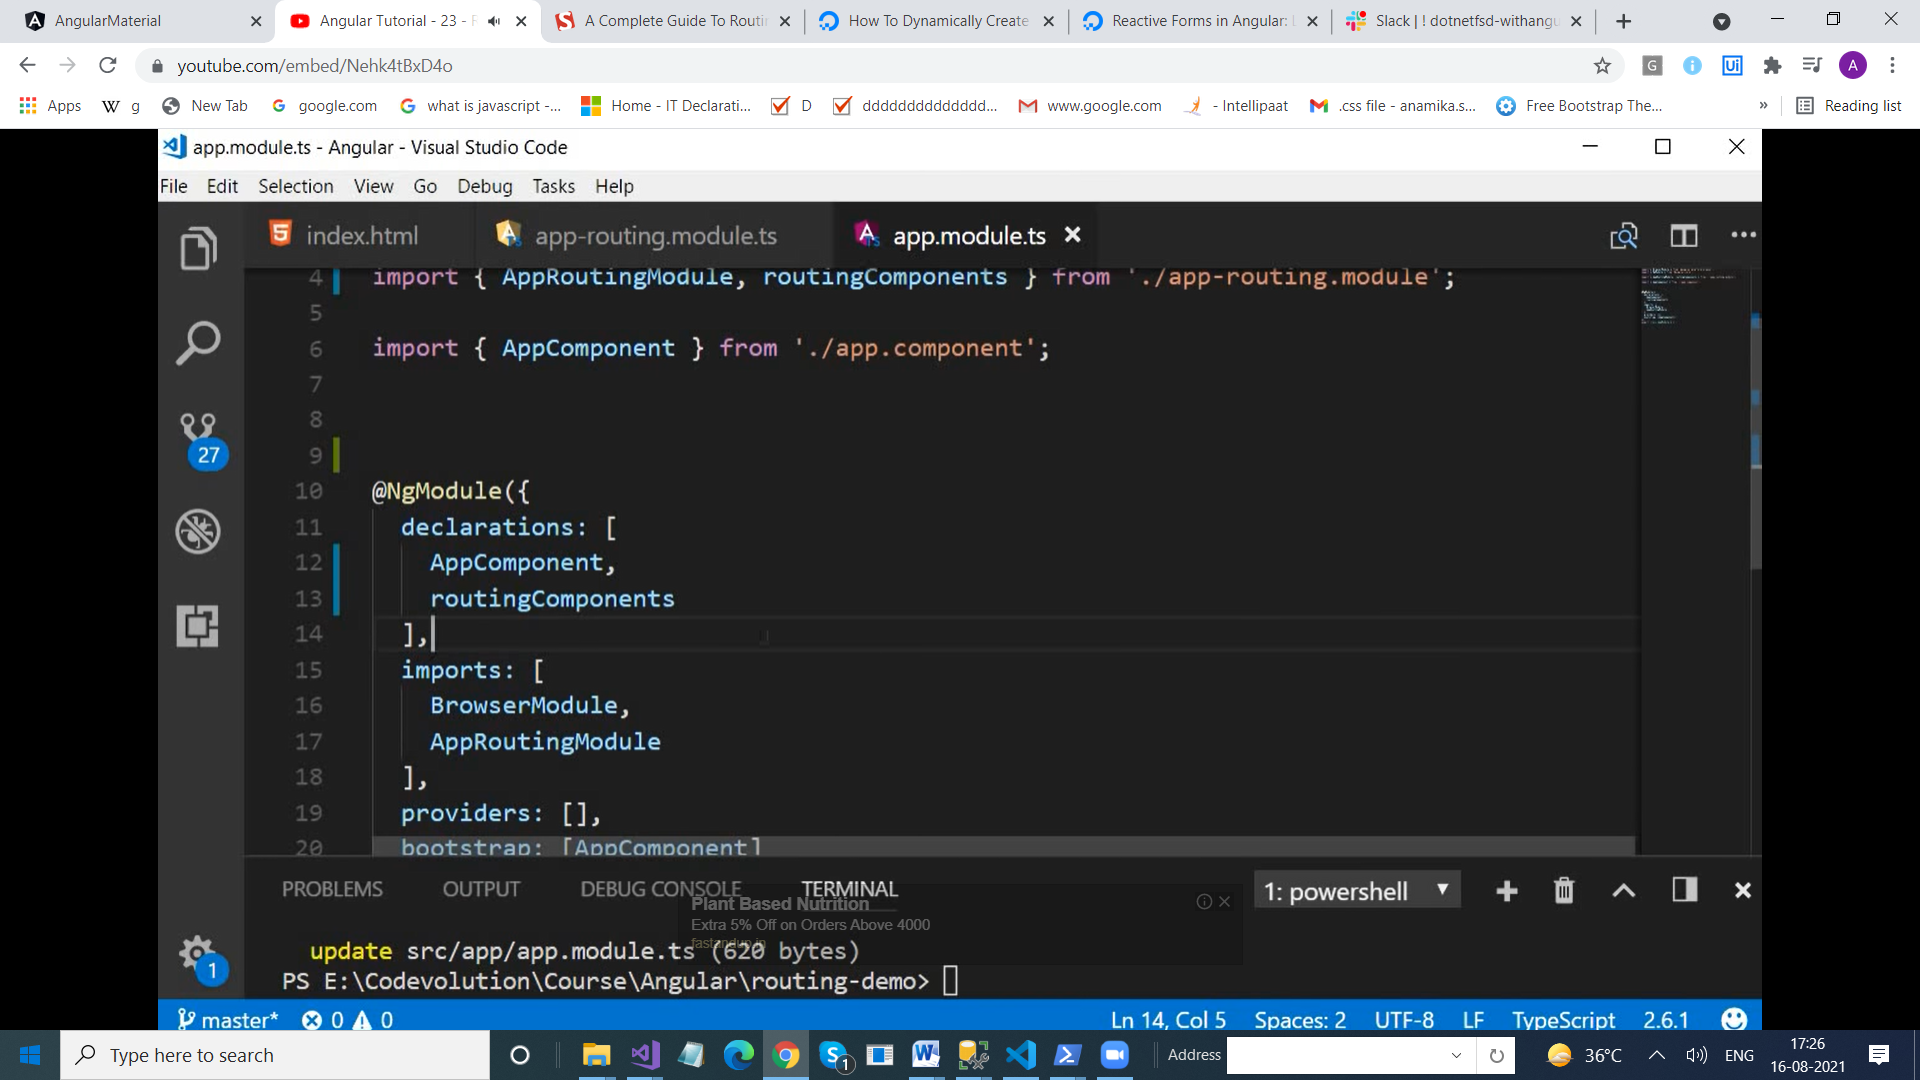 AngularMaterial
Angular Tutorial - 23 - R
A Complete Guide To Routin
How To Dynamically Create
Reactive Forms in Angular:
Slack | ! dotnetfsd-withangu
youtube.com/embed/Nehk4tBxD4o
G
Ui
A
Apps
W g
New Tab
G google.com
G what is javascript -...
Home - IT Declarati...
D
ddddddddddddddd...
www.google.com
- Intellipaat
.css file - anamika.s...
Free Bootstrap The...
»
Reading list
app.module.ts - Angular - Visual Studio Code
File Edit Selection View Go Debug Tasks Help
index.html
app-routing.module.ts
app.module.ts
4 import { AppRoutingModule, routingComponents } from './app-routing.module';
5
6 import { AppComponent } from './app.component';
7
8
9
10 @NgModule({
11 declarations: [
12 AppComponent,
13 routingComponents
14 ],
15 imports: [
16 BrowserModule,
17 AppRoutingModule
18 ],
19 providers: [],
20 bootstrap: [AppComponent]
27
1
PROBLEMS OUTPUT DEBUG CONSOLE TERMINAL
1: powershell
Plant Based Nutrition
Extra 5% Off on Orders Above 4000
fastandup.in
update src/app/app.module.ts (620 bytes)
PS E:\Codevolution\Course\Angular\routing-demo>
master* 0 0
Ln 14, Col 5 Spaces: 2 UTF-8 LF TypeScript 2.6.1
Type here to search
1
Address
36°C
ENG
17:26
16-08-2021